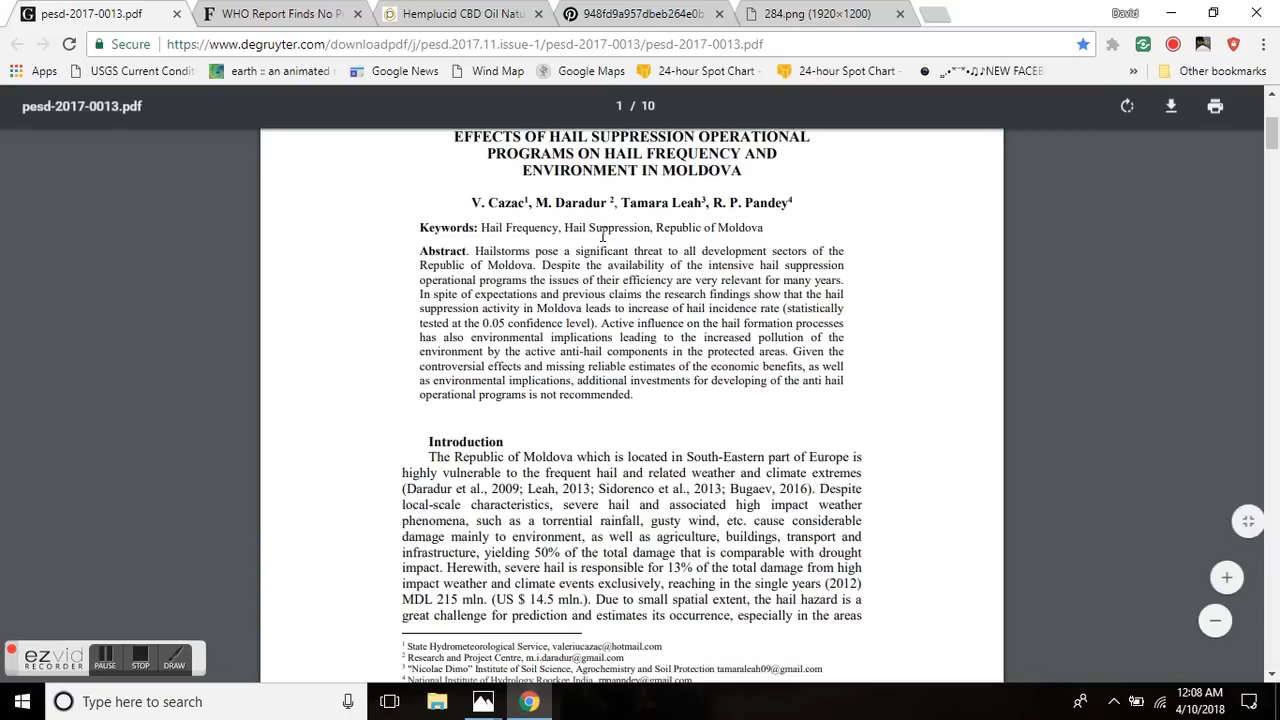 pesd-2017-0013.pdf
WHO Report Finds No P
Hemplucid CBD Oil Natu
948fd9a957dbeb264e0b
284.png (1920×1200)
David
Secure
https://www.degruyter.com/downloadpdf/j/pesd.2017.11.issue-1/pesd-2017-0013/pesd-2017-0013.pdf
Apps
USGS Current Condit
earth :: an animated
Google News
Wind Map
Google Maps
24-hour Spot Chart -
24-hour Spot Chart -
NEW FACEB
»
Other bookmarks
pesd-2017-0013.pdf
1 / 10
EFFECTS OF HAIL SUPPRESSION OPERATIONAL
PROGRAMS ON HAIL FREQUENCY AND
ENVIRONMENT IN MOLDOVA
V. Cazac¹, M. Daradur ², Tamara Leah³, R. P. Pandey⁴
Keywords: Hail Frequency, Hail Suppression, Republic of Moldova
Abstract. Hailstorms pose a significant threat to all development sectors of the
Republic of Moldova. Despite the availability of the intensive hail suppression
operational programs the issues of their efficiency are very relevant for many years.
In spite of expectations and previous claims the research findings show that the hail
suppression activity in Moldova leads to increase of hail incidence rate (statistically
tested at the 0.05 confidence level). Active influence on the hail formation processes
has also environmental implications leading to the increased pollution of the
environment by the active anti-hail components in the protected areas. Given the
controversial effects and missing reliable estimates of the economic benefits, as well
as environmental implications, additional investments for developing of the anti hail
operational programs is not recommended.
Introduction
The Republic of Moldova which is located in South-Eastern part of Europe is
highly vulnerable to the frequent hail and related weather and climate extremes
(Daradur et al., 2009; Leah, 2013; Sidorenco et al., 2013; Bugaev, 2016). Despite
local-scale characteristics, severe hail and associated high impact weather
phenomena, such as a torrential rainfall, gusty wind, etc. cause considerable
damage mainly to environment, as well as agriculture, buildings, transport and
infrastructure, yielding 50% of the total damage that is comparable with drought
impact. Herewith, severe hail is responsible for 13% of the total damage from high
impact weather and climate events exclusively, reaching in the single years (2012)
MDL 215 mln. (US $ 14.5 mln.). Due to small spatial extent, the hail hazard is a
great challenge for prediction and estimates its occurrence, especially in the areas
¹ State Hydrometeorological Service, valeriucazac@hotmail.com
² Research and Project Centre, m.i.daradur@gmail.com
³ "Nicolae Dimo" Institute of Soil Science, Agrochemistry and Soil Protection tamaraleah09@gmail.com
⁴ National Institute of Hydrology Roorkee India, rppandey@gmail.com
ezvid
RECORDER
PAUSE
STOP
DRAW
Type here to search
12:08 AM
4/10/2018